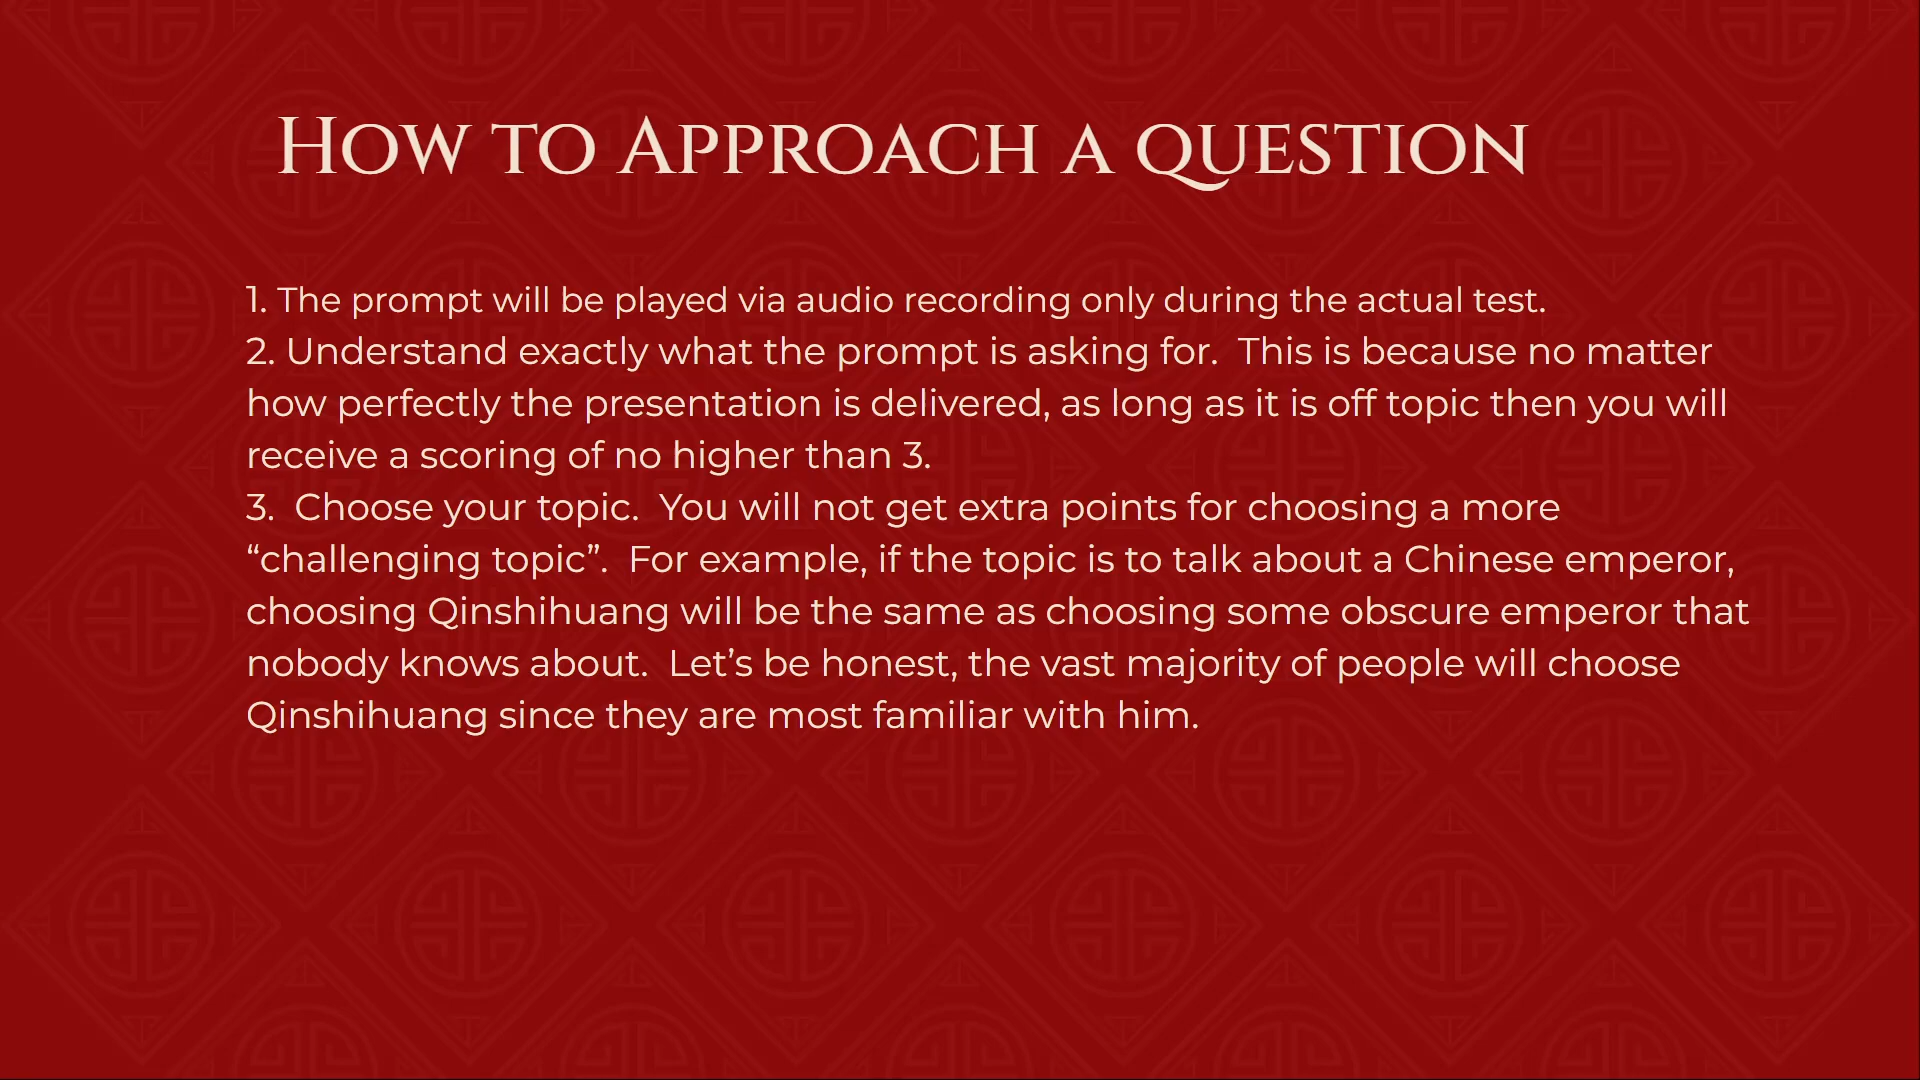 How to Approach a question
1. The prompt will be played via audio recording only during the actual test.
2. Understand exactly what the prompt is asking for.  This is because no matter
how perfectly the presentation is delivered, as long as it is off topic then you will
receive a scoring of no higher than 3.
3.  Choose your topic.  You will not get extra points for choosing a more
“challenging topic”.  For example, if the topic is to talk about a Chinese emperor,
choosing Qinshihuang will be the same as choosing some obscure emperor that
nobody knows about.  Let’s be honest, the vast majority of people will choose
Qinshihuang since they are most familiar with him.